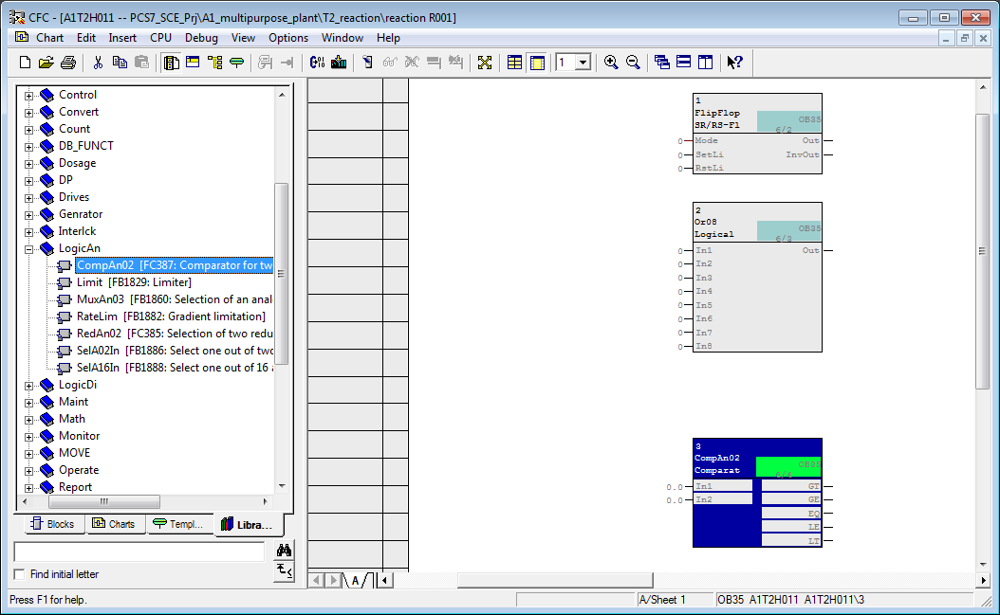 CFC - [A1T2H011 -- PCS7_SCE_Prj\A1_multipurpose_plant\T2_reaction\reaction R001]
Chart Edit Insert CPU Debug View Options Window Help
1
Control
Convert
Count
DB_FUNCT
Dosage
DP
Drives
Genrator
Interlck
LogicAn
CompAn02 [FC387: Comparator for tw
Limit [FB1829: Limiter]
MuxAn03 [FB1860: Selection of an anal
RateLim [FB1882: Gradient limitation]
RedAn02 [FC385: Selection of two redu
SelA02In [FB1886: Select one out of two
SelA16In [FB1888: Select one out of 16 a
LogicDi
Maint
Math
Monitor
MOVE
Operate
Report
Blocks Charts Templ... Libra...
Find initial letter
1
FlipFlop
SR/RS-Fl
OB35
6/2
0 Mode Out
0 SetLi InvOut
0 RstLi
2
Or08
Logical
OB35
6/3
0 In1 Out
0 In2
0 In3
0 In4
0 In5
0 In6
0 In7
0 In8
3
CompAn02
Comparat
OB35
6/4
0.0 In1 GT
0.0 In2 GE
EQ
LE
LT
A
Press F1 for help.
A/Sheet 1
OB35 A1T2H011 A1T2H011\3